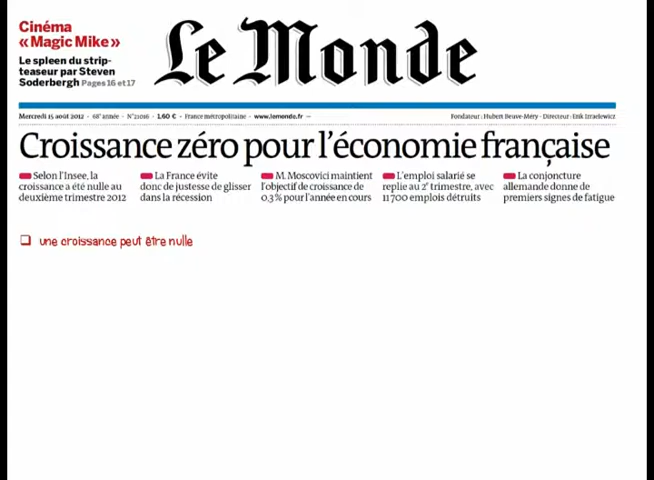 Cinéma
« Magic Mike »
Le spleen du strip-
teaseur par Steven
Soderbergh Pages 16 et 17
Le Monde
Mercredi 15 août 2012 - 68e année - N°21016 - 1,60 € - France métropolitaine - www.lemonde.fr —
Fondateur : Hubert Beuve-Méry - Directeur : Erik Izraelewicz
Croissance zéro pour l'économie française
Selon l'Insee, la
croissance a été nulle au
deuxième trimestre 2012
La France évite
donc de justesse de glisser
dans la récession
M. Moscovici maintient
l'objectif de croissance de
0,3 % pour l'année en cours
L'emploi salarié se
replie au 2e trimestre, avec
11 700 emplois détruits
La conjoncture
allemande donne de
premiers signes de fatigue
une croissance peut être nulle